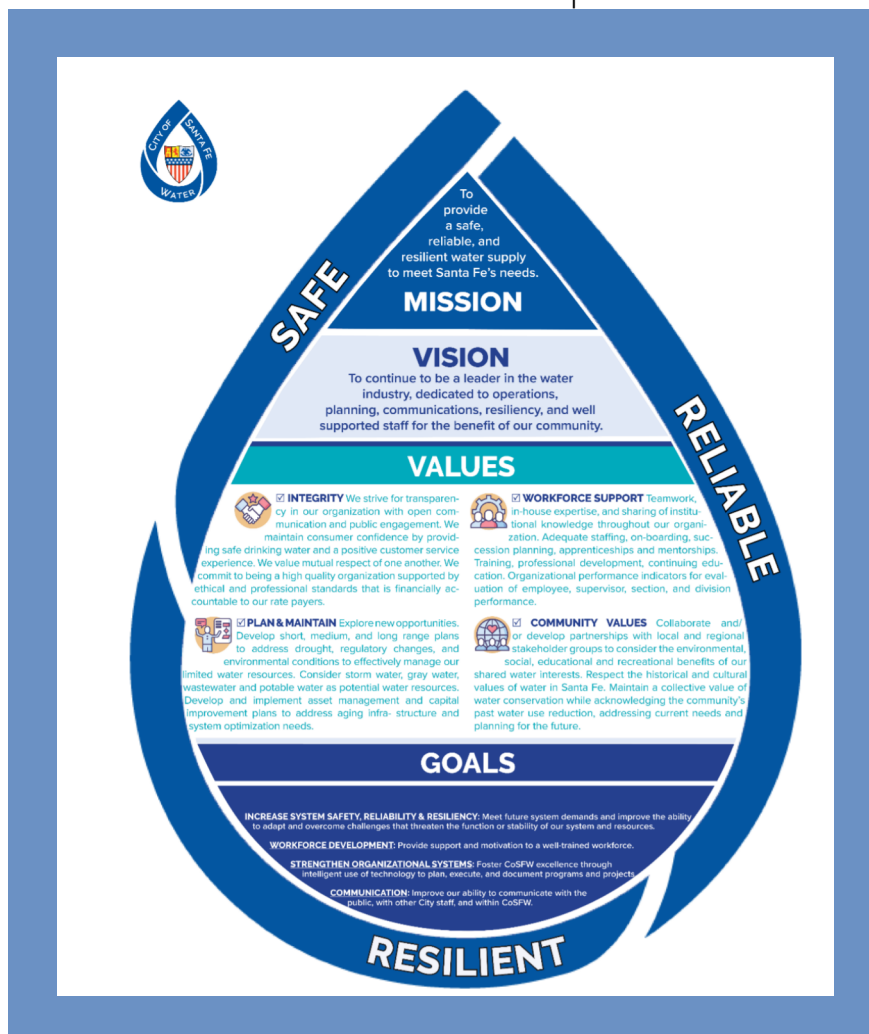 CITY OF
SANTA FE
WATER
SAFE
RELIABLE
RESILIENT
To
provide
a safe,
reliable, and
resilient water supply
to meet Santa Fe's needs.
MISSION
VISION
To continue to be a leader in the water
industry, dedicated to operations,
planning, communications, resiliency, and well
supported staff for the benefit of our community.
VALUES
☑ INTEGRITY We strive for transparen-
cy in our organization with open com-
munication and public engagement. We
maintain consumer confidence by provid-
ing safe drinking water and a positive customer service
experience. We value mutual respect of one another. We
commit to being a high quality organization supported by
ethical and professional standards that is financially ac-
countable to our rate payers.
☑ WORKFORCE SUPPORT Teamwork,
in-house expertise, and sharing of institu-
tional knowledge throughout our organi-
zation. Adequate staffing, on-boarding, suc-
cession planning, apprenticeships and mentorships.
Training, professional development, continuing edu-
cation. Organizational performance indicators for eval-
uation of employee, supervisor, section, and division
performance.
☑ PLAN & MAINTAIN Explore new opportunities.
Develop short, medium, and long range plans
to address drought, regulatory changes, and
environmental conditions to effectively manage our
limited water resources. Consider storm water, gray water,
wastewater and potable water as potential water resources.
Develop and implement asset management and capital
improvement plans to address aging infra- structure and
system optimization needs.
☑ COMMUNITY VALUES Collaborate and/
or develop partnerships with local and regional
stakeholder groups to consider the environmental,
social, educational and recreational benefits of our
shared water interests. Respect the historical and cultural
values of water in Santa Fe. Maintain a collective value of
water conservation while acknowledging the community's
past water use reduction, addressing current needs and
planning for the future.
GOALS
INCREASE SYSTEM SAFETY, RELIABILITY & RESILIENCY: Meet future system demands and improve the ability
to adapt and overcome challenges that threaten the function or stability of our system and resources.
WORKFORCE DEVELOPMENT: Provide support and motivation to a well-trained workforce.
STRENGTHEN ORGANIZATIONAL SYSTEMS: Foster CoSFW excellence through
intelligent use of technology to plan, execute, and document programs and projects.
COMMUNICATION: Improve our ability to communicate with the
public, with other City staff, and within CoSFW.